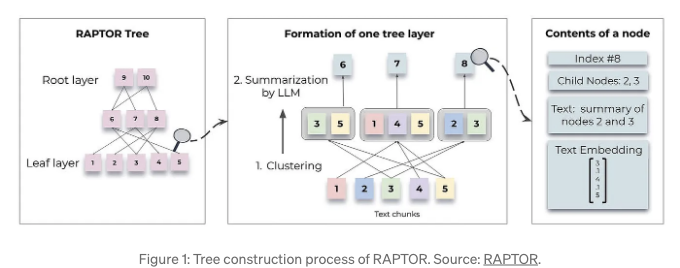 RAPTOR Tree
Root layer
9 10
6 7 8
Leaf layer
1 2 3 4 5
Formation of one tree layer
6 7 8
2. Summarization
by LLM
3 5 1 4 5 2 3
1. Clustering
1 2 3 4 5
Text chunks
Contents of a node
Index #8
Child Nodes: 2, 3
Text: summary of
nodes 2 and 3
Text Embedding
Figure 1: Tree construction process of RAPTOR. Source: RAPTOR.